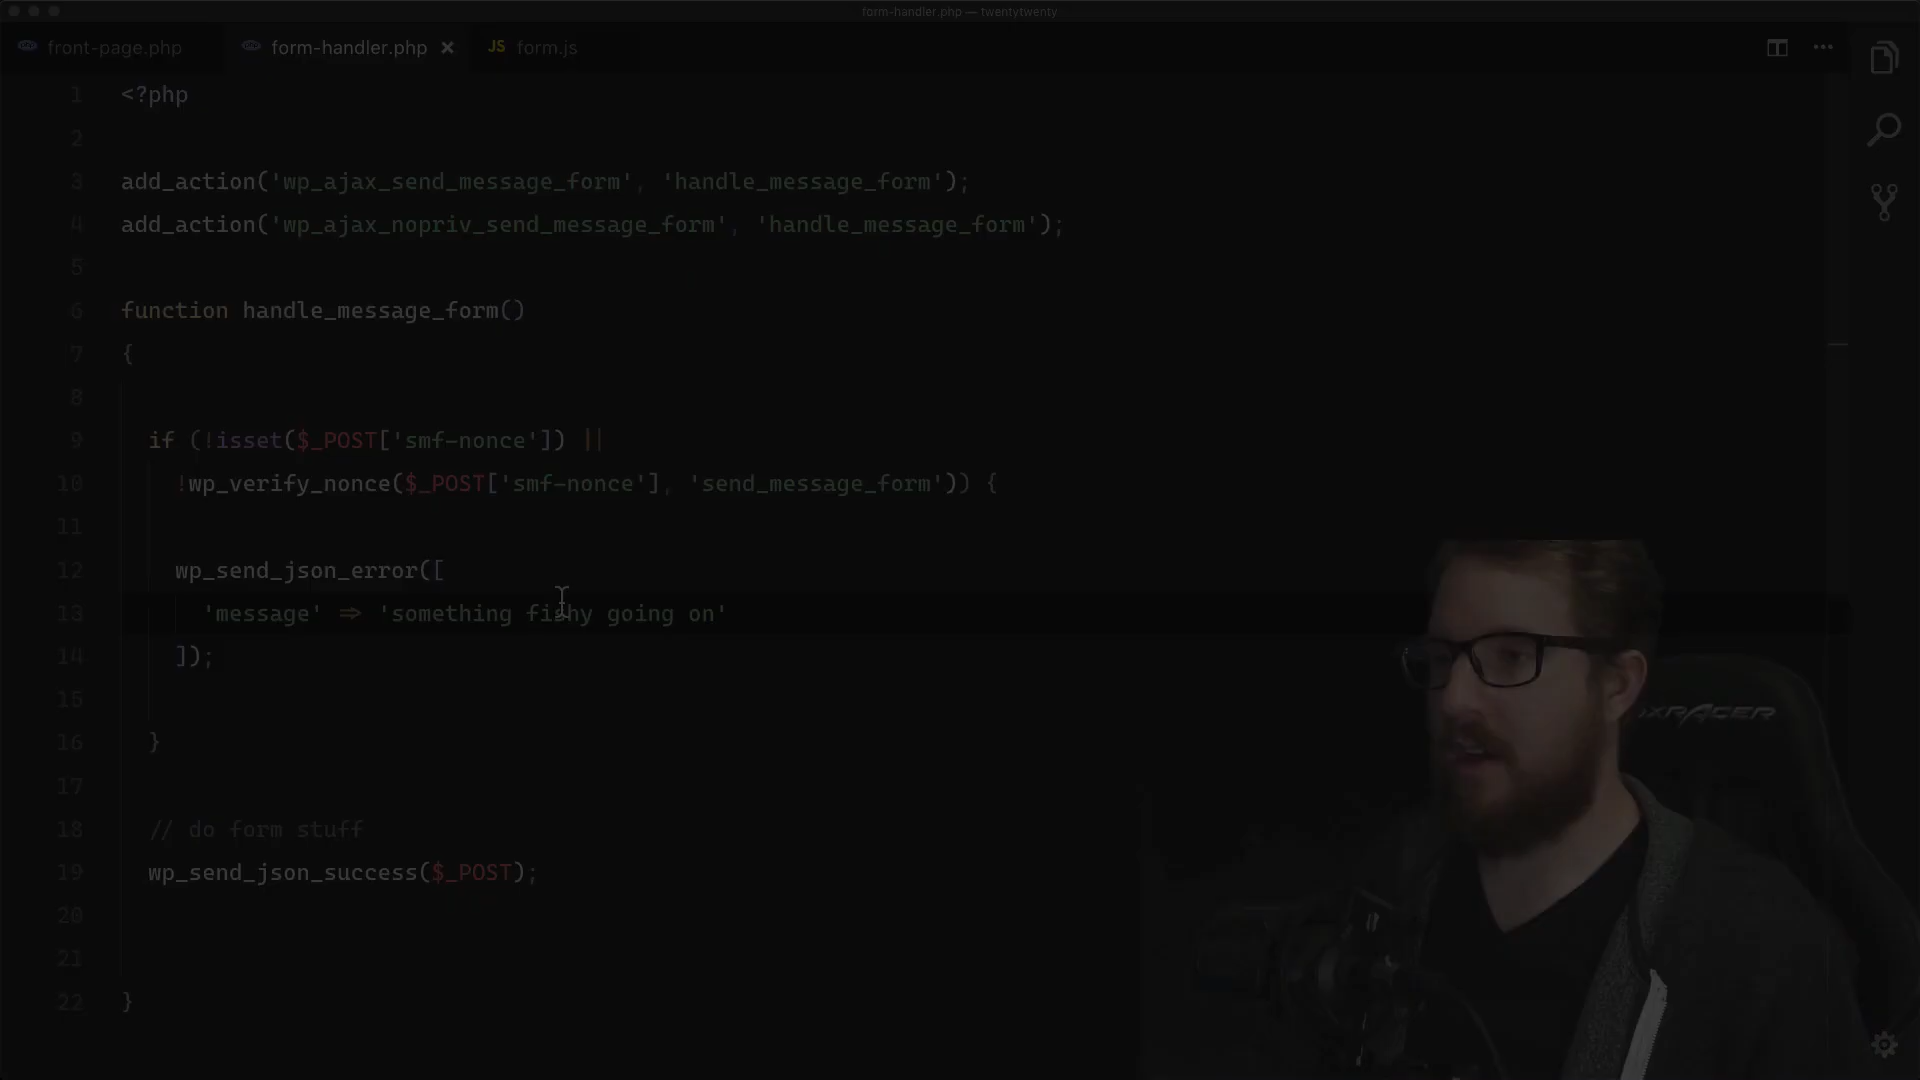 form-handler.php — twentytwenty
front-page.php
form-handler.php
JS form.js
1 <?php
2
3 add_action('wp_ajax_send_message_form', 'handle_message_form');
4 add_action('wp_ajax_nopriv_send_message_form', 'handle_message_form');
5
6 function handle_message_form()
7 {
8
9 if (!isset($_POST['smf-nonce']) ||
10 !wp_verify_nonce($_POST['smf-nonce'], 'send_message_form')) {
11
12 wp_send_json_error([
13 'message' => 'something fishy going on'
14 ]);
15
16 }
17
18 // do form stuff
19 wp_send_json_success($_POST);
20
21
22 }